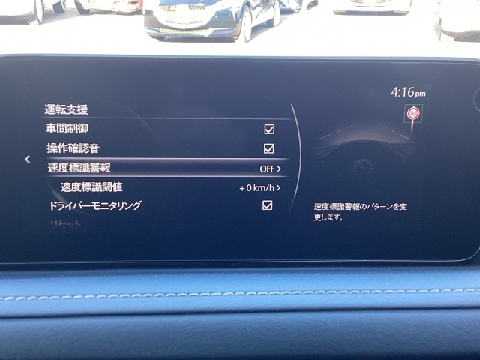 4:16pm
運転支援
車間制御
操作確認音
速度標識警報 OFF
速度標識閾値 +0km/h
ドライバーモニタリング
速度標識警報のパターンを変
更します。